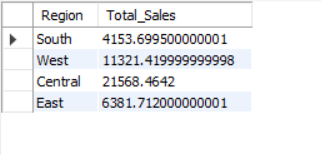 Region Total_Sales
South 4153.699500000001
West 11321.419999999998
Central 21568.4642
East 6381.712000000001